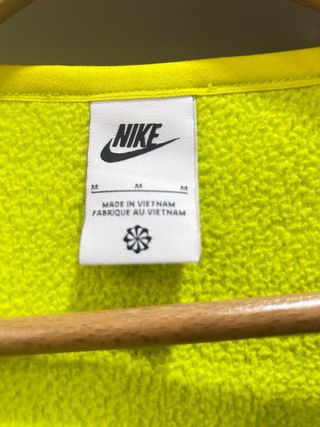 NIKE
M M M
MADE IN VIETNAM
FABRIQUE AU VIETNAM